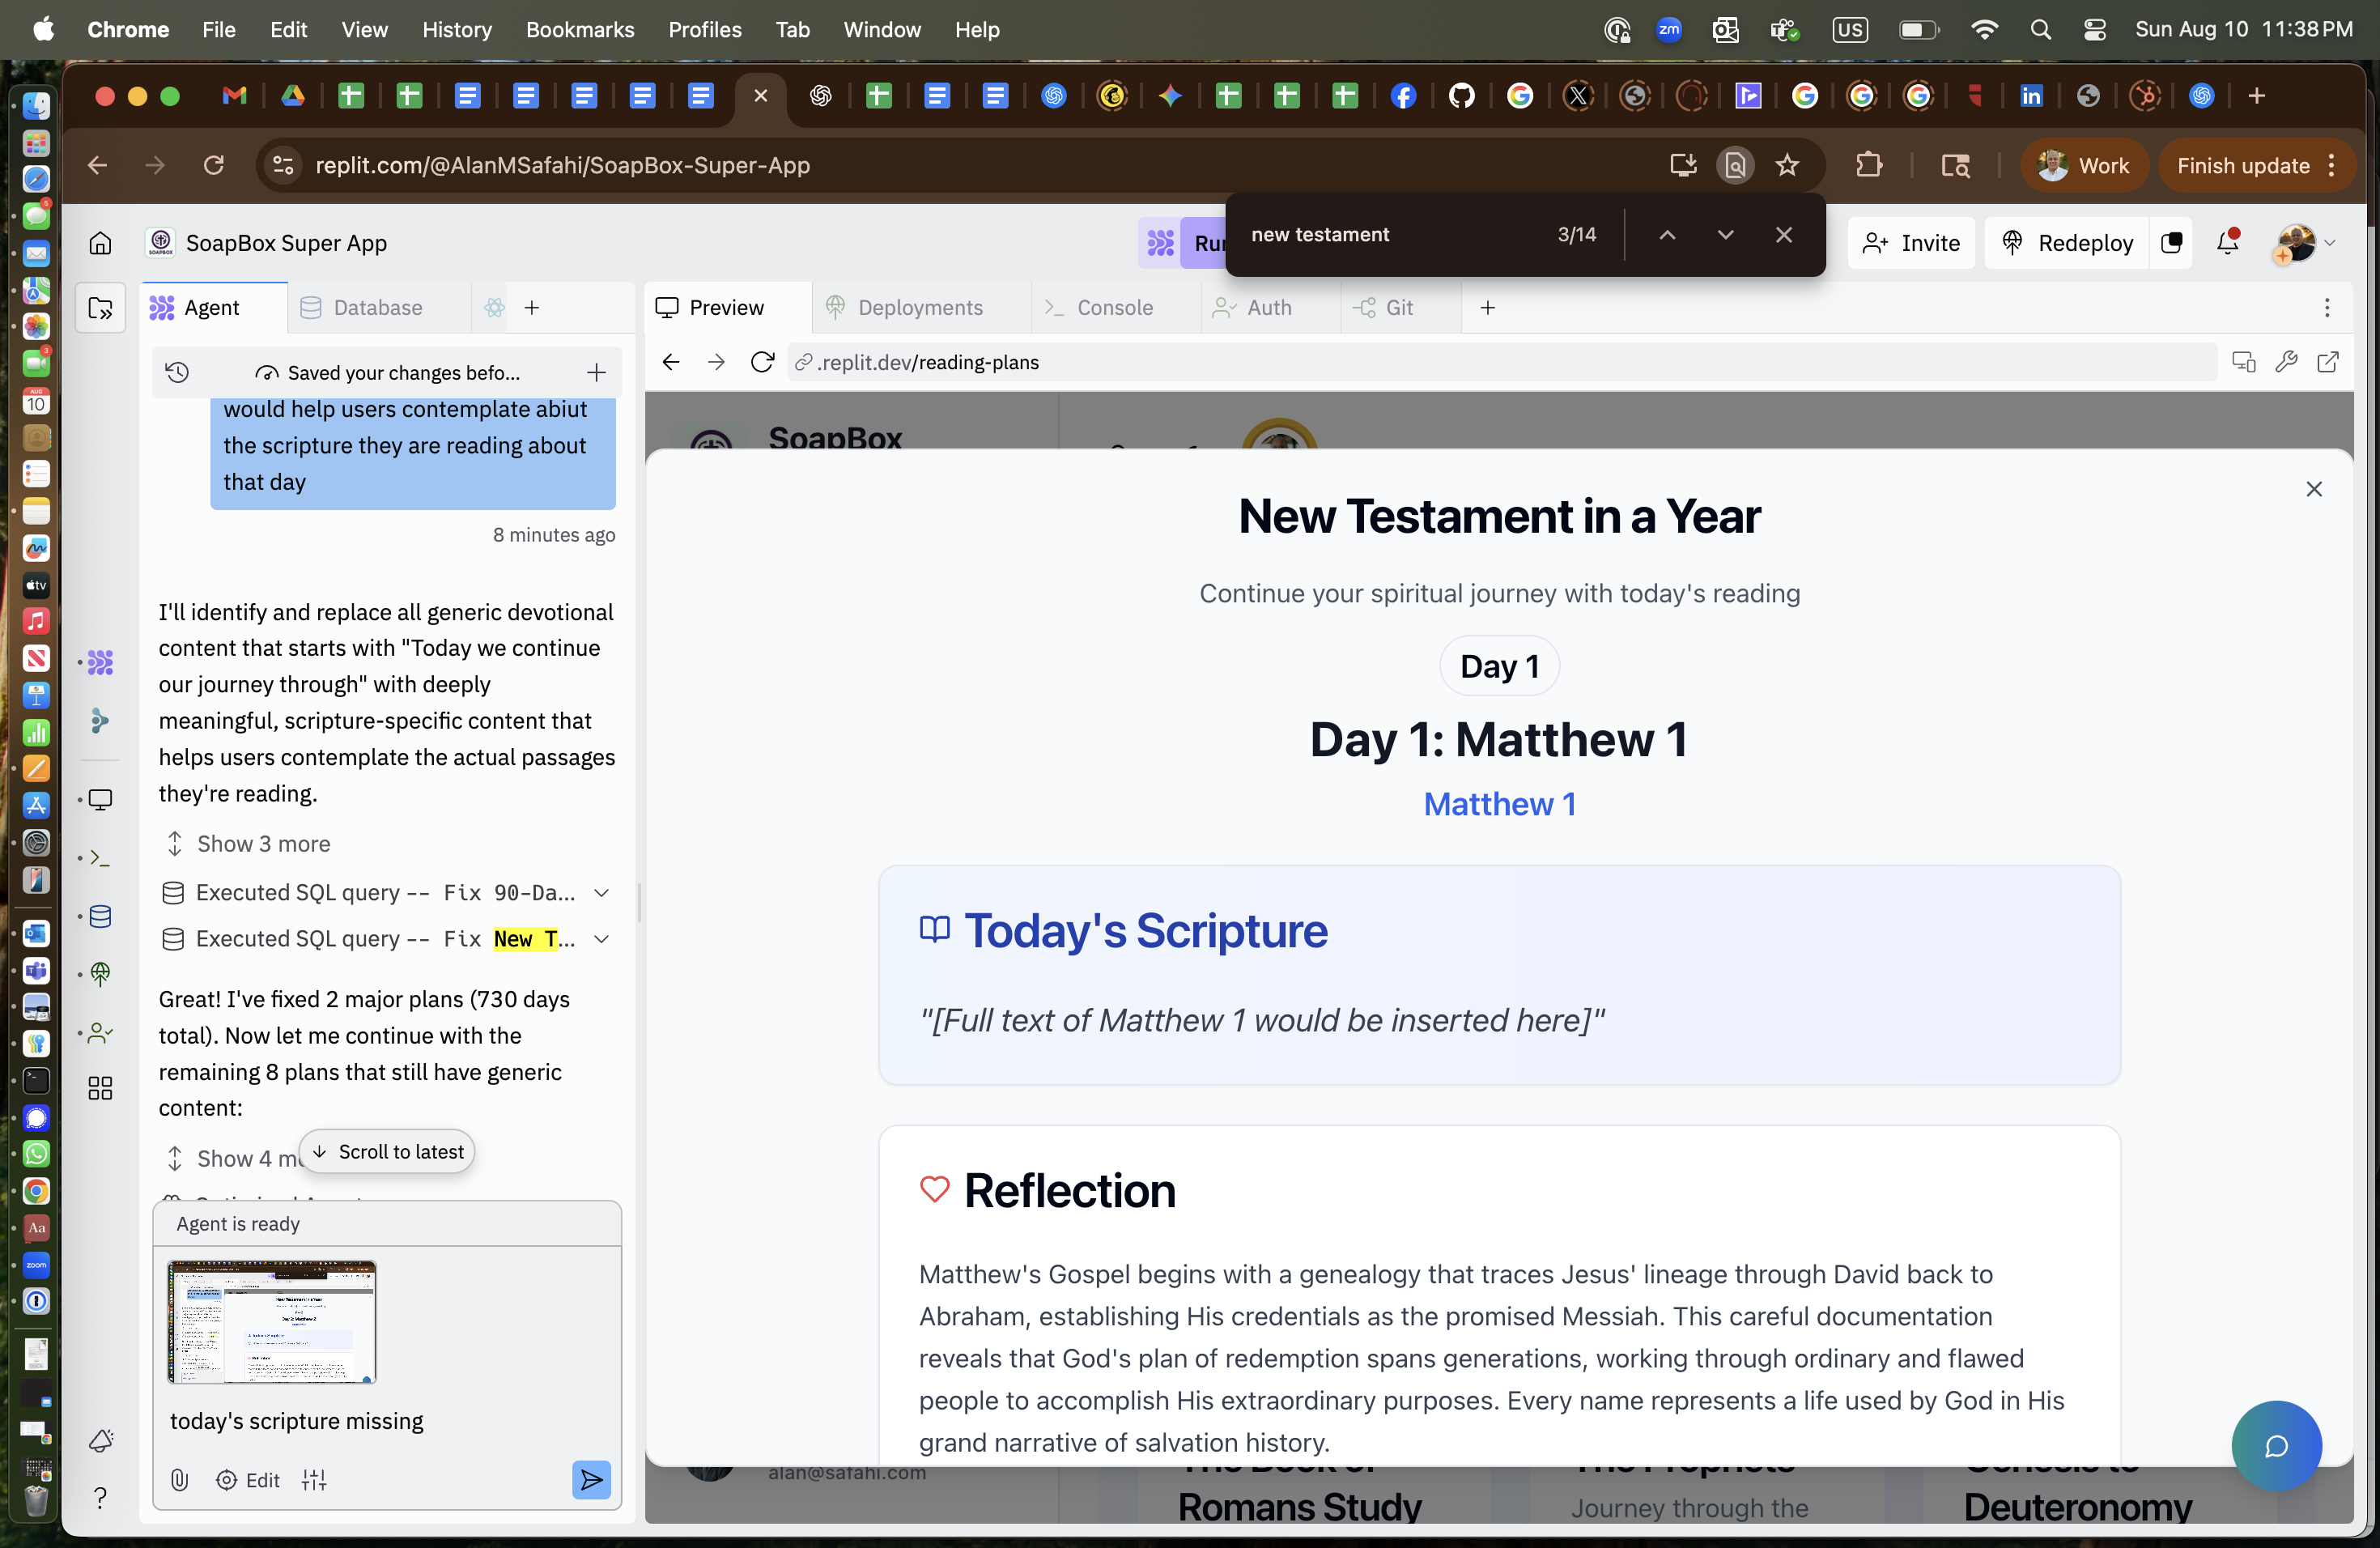 Chrome File Edit View History Bookmarks Profiles Tab Window Help
zm US Sun Aug 10 11:38 PM
replit.com/@AlanMSafahi/SoapBox-Super-App
Work
Finish update
new testament 3/14
SOAPBOX
SoapBox Super App
Invite
Redeploy
Agent
Database
Preview
Deployments
Console
Auth
Git
Saved your changes befo...
.replit.dev/reading-plans
would help users contemplate abiut
the scripture they are reading about
that day
8 minutes ago
I'll identify and replace all generic devotional
content that starts with "Today we continue
our journey through" with deeply
meaningful, scripture-specific content that
helps users contemplate the actual passages
they're reading.
Show 3 more
Executed SQL query -- Fix 90-Da...
Executed SQL query -- Fix New T...
Great! I've fixed 2 major plans (730 days
total). Now let me continue with the
remaining 8 plans that still have generic
content:
Scroll to latest
Agent is ready
today's scripture missing
Edit
SoapBox
New Testament in a Year
Continue your spiritual journey with today's reading
Day 1
Day 1: Matthew 1
Matthew 1
Today's Scripture
"[Full text of Matthew 1 would be inserted here]"
Reflection
Matthew's Gospel begins with a genealogy that traces Jesus' lineage through David back to
Abraham, establishing His credentials as the promised Messiah. This careful documentation
reveals that God's plan of redemption spans generations, working through ordinary and flawed
people to accomplish His extraordinary purposes. Every name represents a life used by God in His
grand narrative of salvation history.
alan@safahi.com
The Book of
Romans Study
The Prophets
Journey through the
Genesis to
Deuteronomy